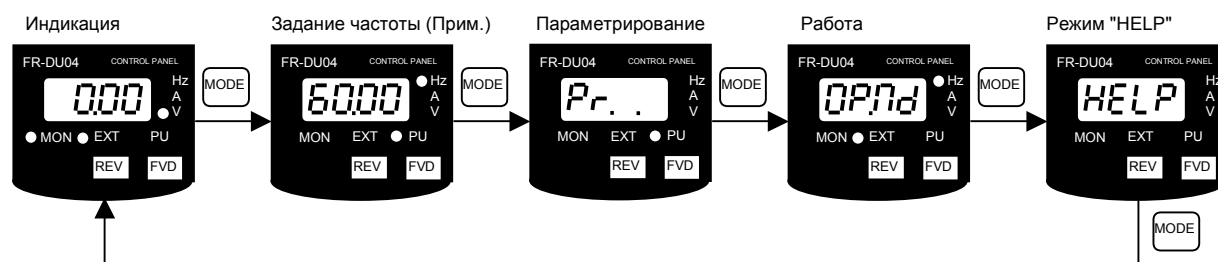 Индикация
Задание частоты (Прим.)
Параметрирование
Работа
Режим "HELP"
FR-DU04 CONTROL PANEL
0.00
Hz
A
V
MON EXT PU
REV FVD
MODE
FR-DU04 CONTROL PANEL
60.00
Hz
A
V
MON EXT PU
REV FVD
MODE
FR-DU04 CONTROL PANEL
Pr. .
Hz
A
V
MON EXT PU
REV FVD
MODE
FR-DU04 CONTROL PANEL
OP.nd
Hz
A
V
MON EXT PU
REV FVD
MODE
FR-DU04 CONTROL PANEL
HELP
Hz
A
V
MON EXT PU
REV FVD
MODE